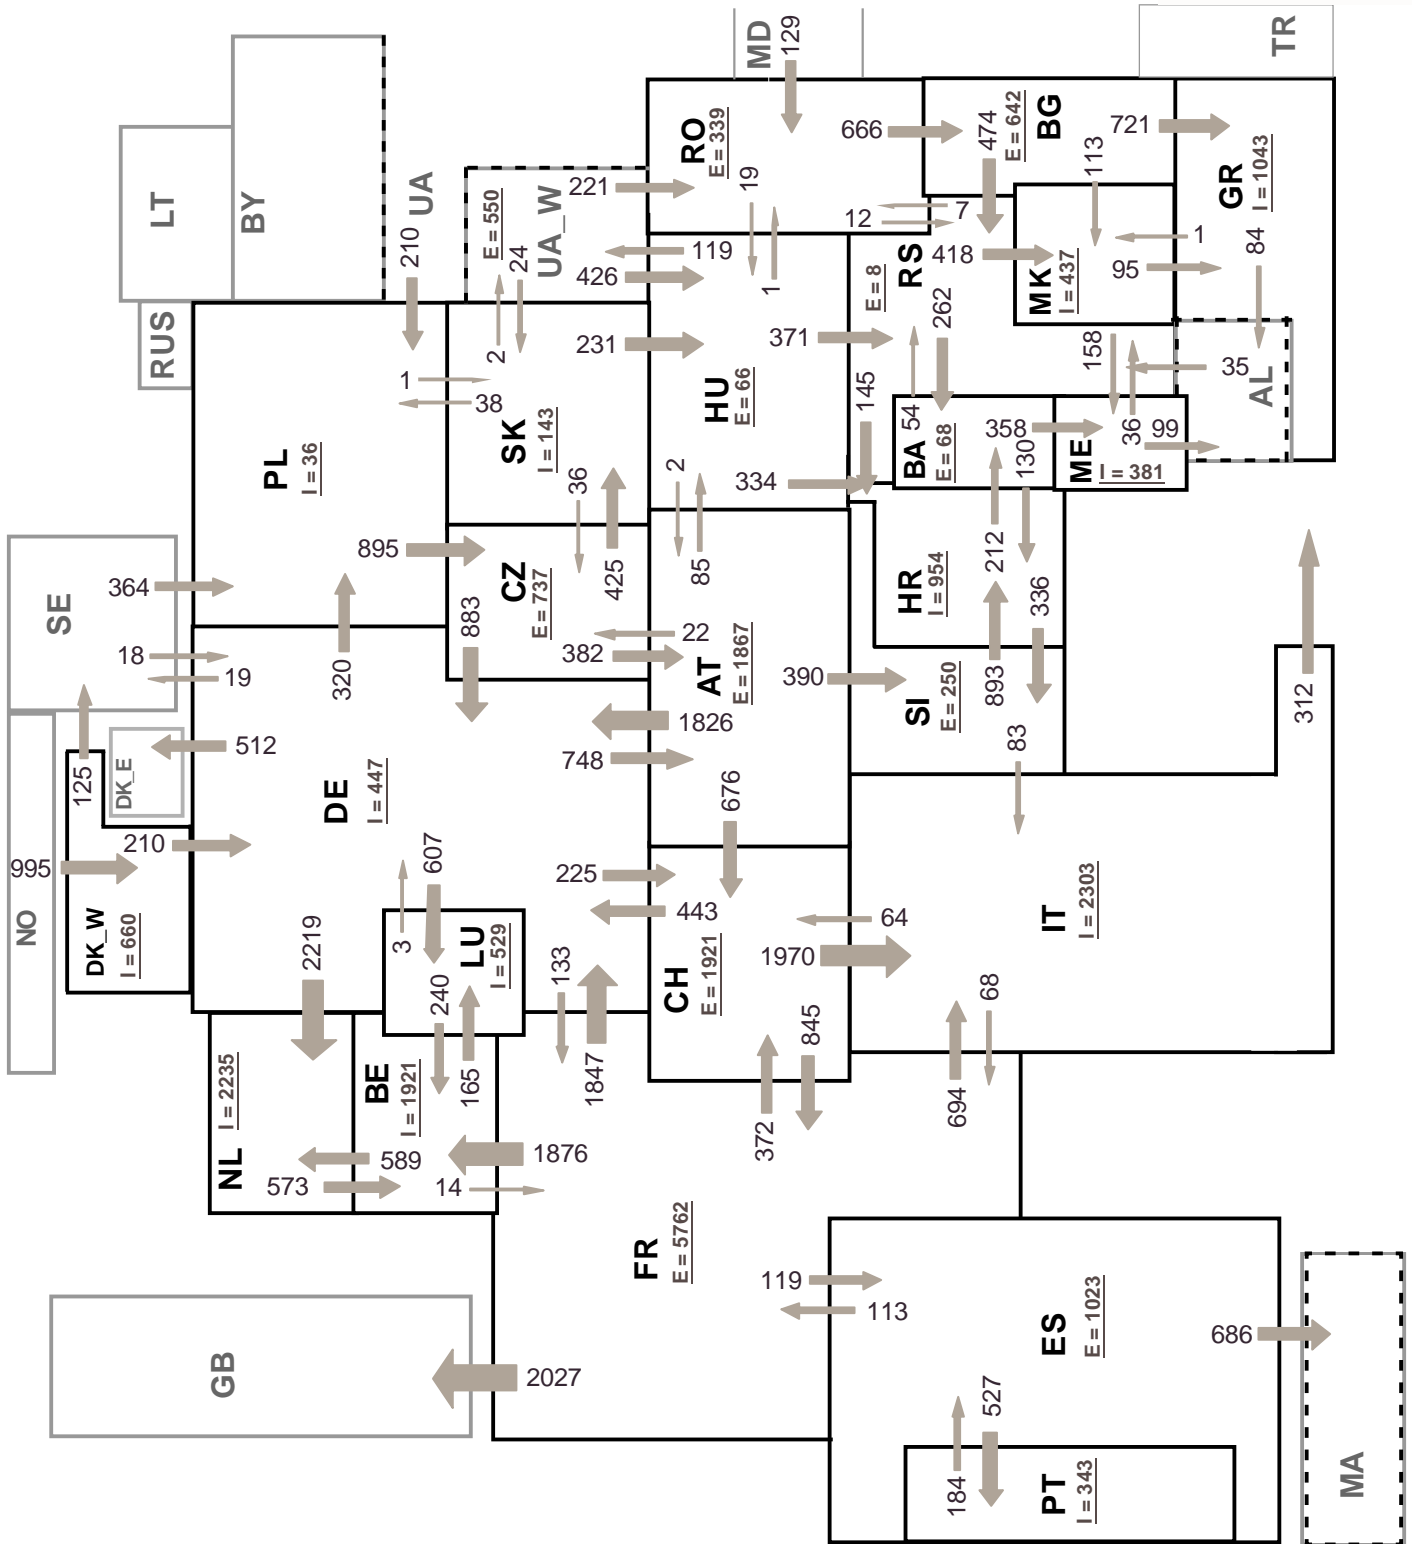 MD
129
TR
LT
BY
UA
210
RUS
UA_W
E = 550
221
24
2
119
426
RO
E = 339
666
19
1
12
7
BG
E = 642
474
113
721
GR
I = 1043
84
RS
E = 8
418
262
MK
I = 437
1
95
158
36
35
AL
99
PL
I = 36
1
38
895
320
SK
I = 143
231
36
425
HU
E = 66
371
145
334
2
85
BA
E = 68
54
358
130
ME
I = 381
SE
364
18
19
125
DK_E
512
NO
995
DK_W
I = 660
210
CZ
E = 737
883
382
22
AT
E = 1867
390
1826
748
676
HR
I = 954
212
336
893
SI
E = 250
83
312
DE
I = 447
607
3
2219
225
443
LU
I = 529
240
165
133
1847
CH
E = 1921
64
1970
372
845
IT
I = 2303
694
68
NL
I = 2235
573
589
BE
I = 1921
14
1876
FR
E = 5762
119
113
GB
2027
ES
E = 1023
686
184
527
PT
I = 343
MA